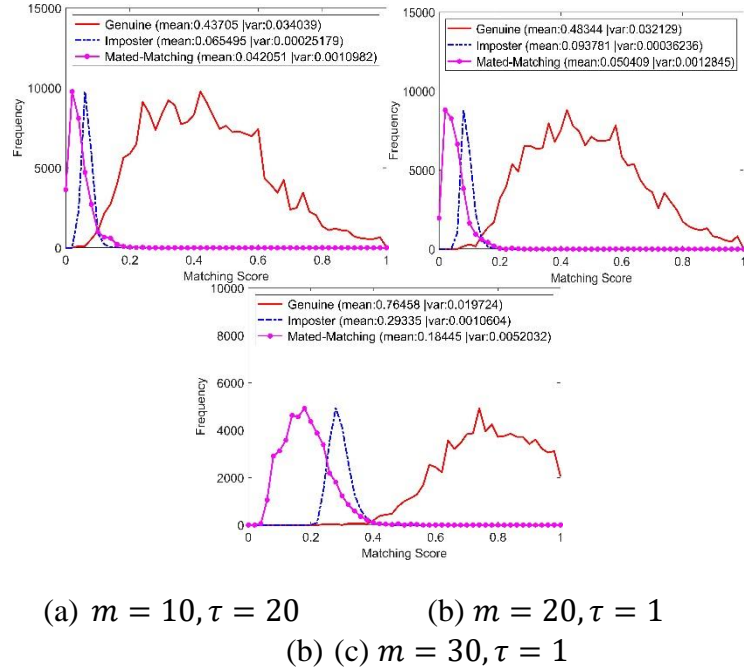 15000
10000
5000
0
Frequency
Genuine (mean:0.43705 |var:0.034039)
Imposter (mean:0.065495 |var:0.00025179)
Mated-Matching (mean:0.042051 |var:0.0010982)
0 0.2 0.4 0.6 0.8 1
Matching Score
15000
10000
5000
0
Frequency
Genuine (mean:0.48344 |var:0.032129)
Imposter (mean:0.093781 |var:0.00036236)
Mated-Matching (mean:0.050409 |var:0.0012845)
0 0.2 0.4 0.6 0.8 1
Matching Score
10000
8000
6000
4000
2000
0
Frequency
Genuine (mean:0.76458 |var:0.019724)
Imposter (mean:0.29335 |var:0.0010604)
Mated-Matching (mean:0.18445 |var:0.0052032)
0 0.2 0.4 0.6 0.8 1
Matching Score
(a) m = 10, τ = 20 (b) m = 20, τ = 1
(b) (c) m = 30, τ = 1